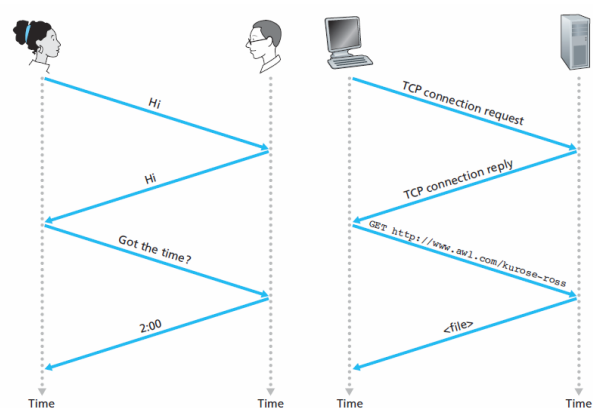 Hi
Hi
Got the time?
2:00
Time
Time
TCP connection request
TCP connection reply
GET http://www.awl.com/kurose-ross
<file>
Time
Time